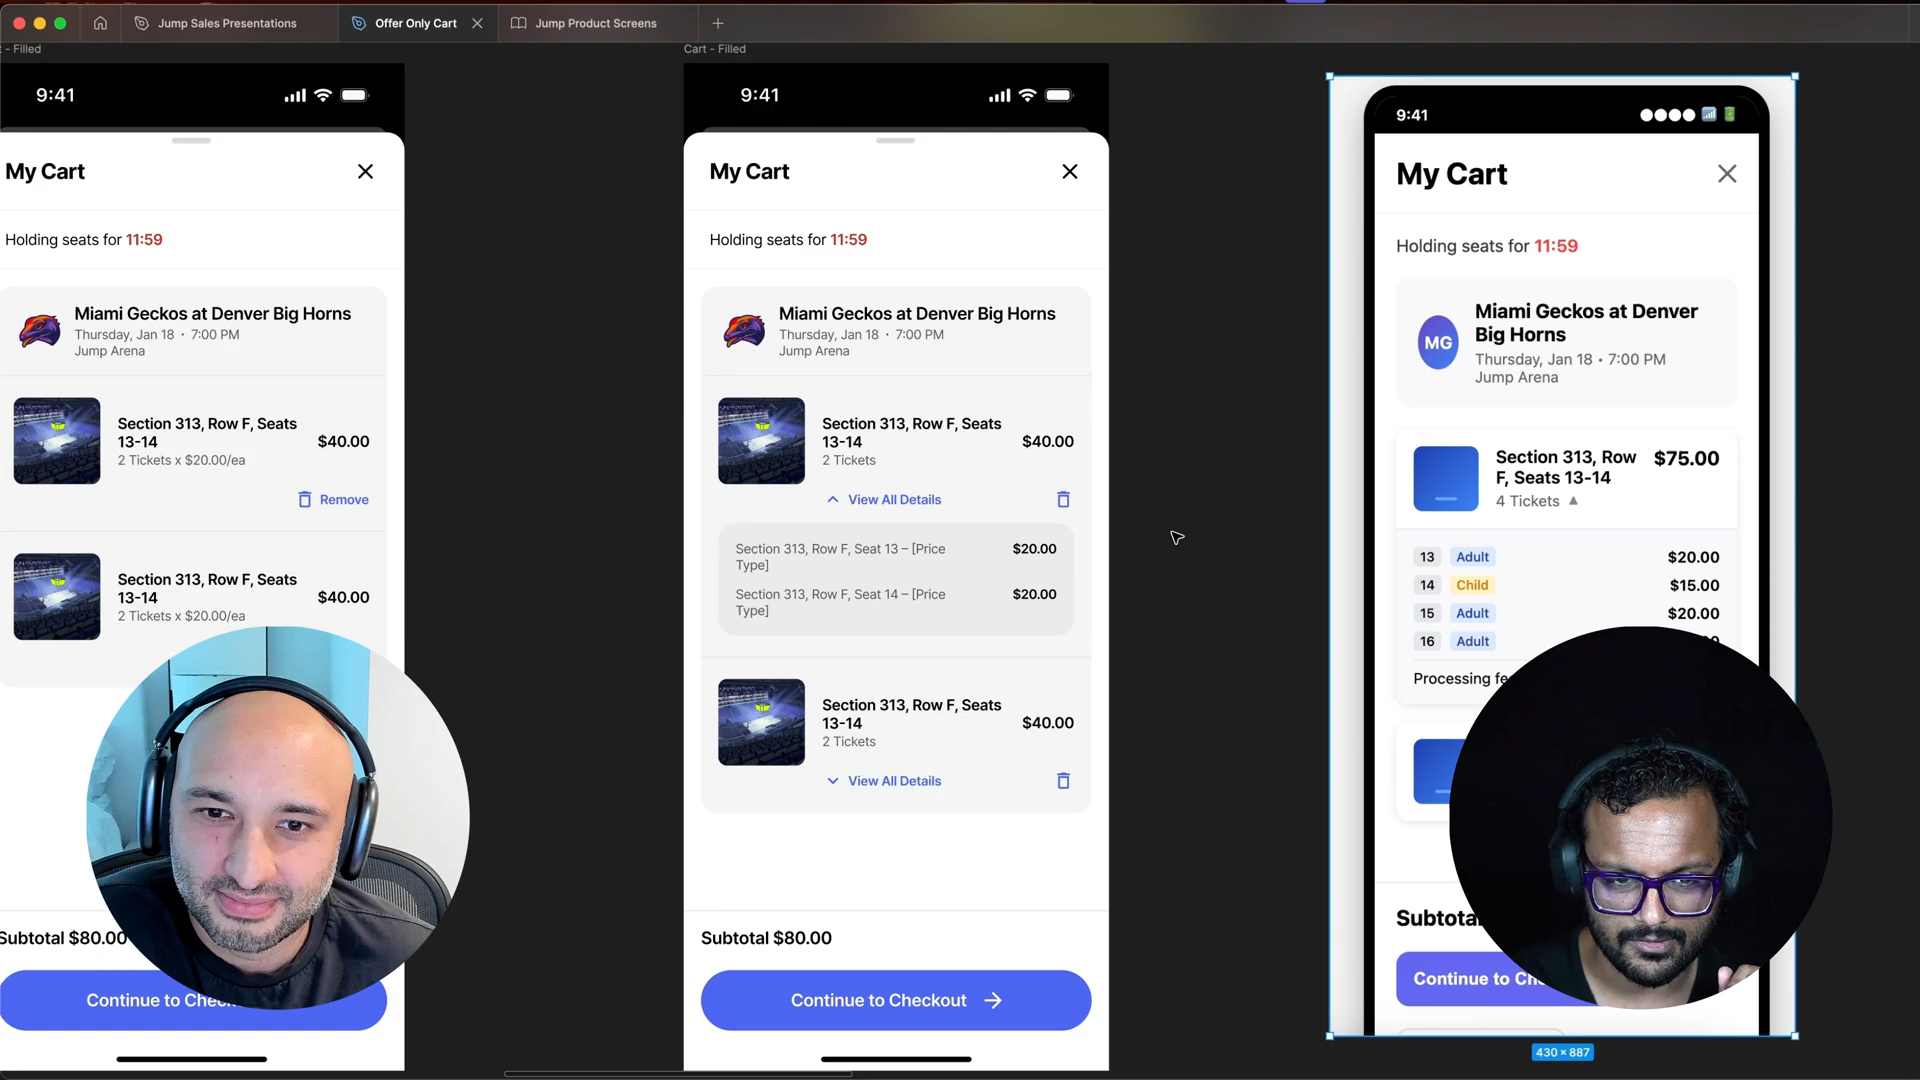 Jump Sales Presentations
Offer Only Cart
Jump Product Screens
- Filled
9:41
My Cart
Holding seats for 11:59
Miami Geckos at Denver Big Horns
Thursday, Jan 18 • 7:00 PM
Jump Arena
Section 313, Row F, Seats
13-14
$40.00
2 Tickets x $20.00/ea
Remove
Section 313, Row F, Seats
13-14
$40.00
2 Tickets x $20.00/ea
Subtotal $80.00
Continue to
Cart - Filled
9:41
My Cart
Holding seats for 11:59
Miami Geckos at Denver Big Horns
Thursday, Jan 18 • 7:00 PM
Jump Arena
Section 313, Row F, Seats
13-14
$40.00
2 Tickets
View All Details
Section 313, Row F, Seat 13 – [Price
Type]
$20.00
Section 313, Row F, Seat 14 – [Price
Type]
$20.00
Section 313, Row F, Seats
13-14
$40.00
2 Tickets
View All Details
Subtotal $80.00
Continue to Checkout
9:41
My Cart
Holding seats for 11:59
MG
Miami Geckos at Denver
Big Horns
Thursday, Jan 18 • 7:00 PM
Jump Arena
Section 313, Row
F, Seats 13-14
$75.00
4 Tickets
13 Adult $20.00
14 Child $15.00
15 Adult $20.00
16 Adult
Processing
Continue to
430 × 887